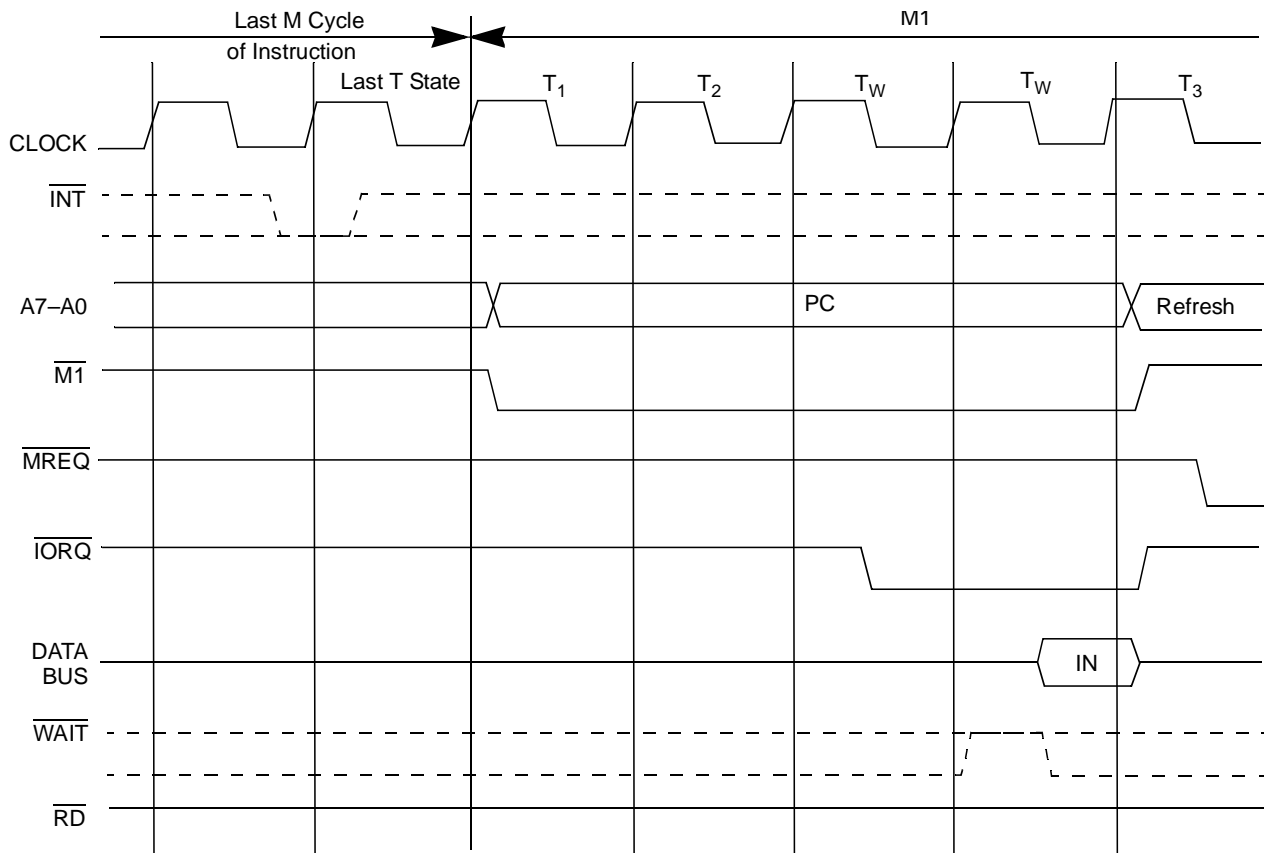 Last M Cycle
of Instruction
M1
Last T State
T1
T2
TW
TW
T3
CLOCK
INT
A7–A0
PC
Refresh
M1
MREQ
IORQ
DATA
BUS
IN
WAIT
RD